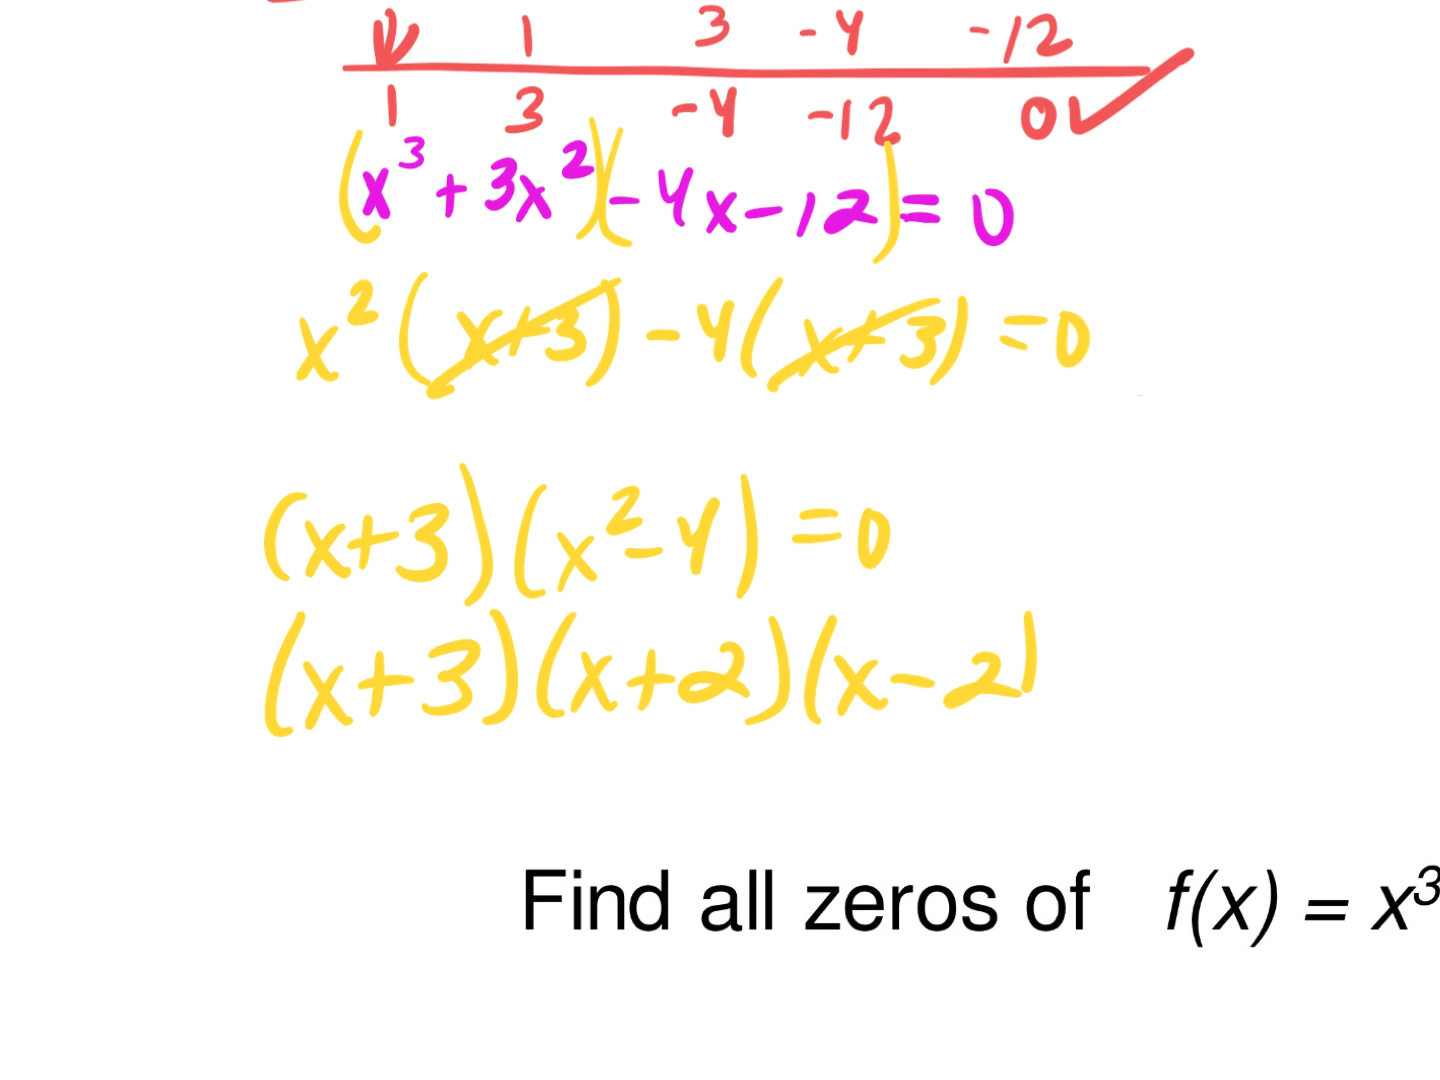 1 3 -4 -12
1 3 -4 -12 0✓
(x³ + 3x²)(- 4x - 12) = 0
x²(x+3) - 4(x+3) = 0
(x+3)(x² - 4) = 0
(x+3)(x+2)(x-2)
Find all zeros of f(x) = x³